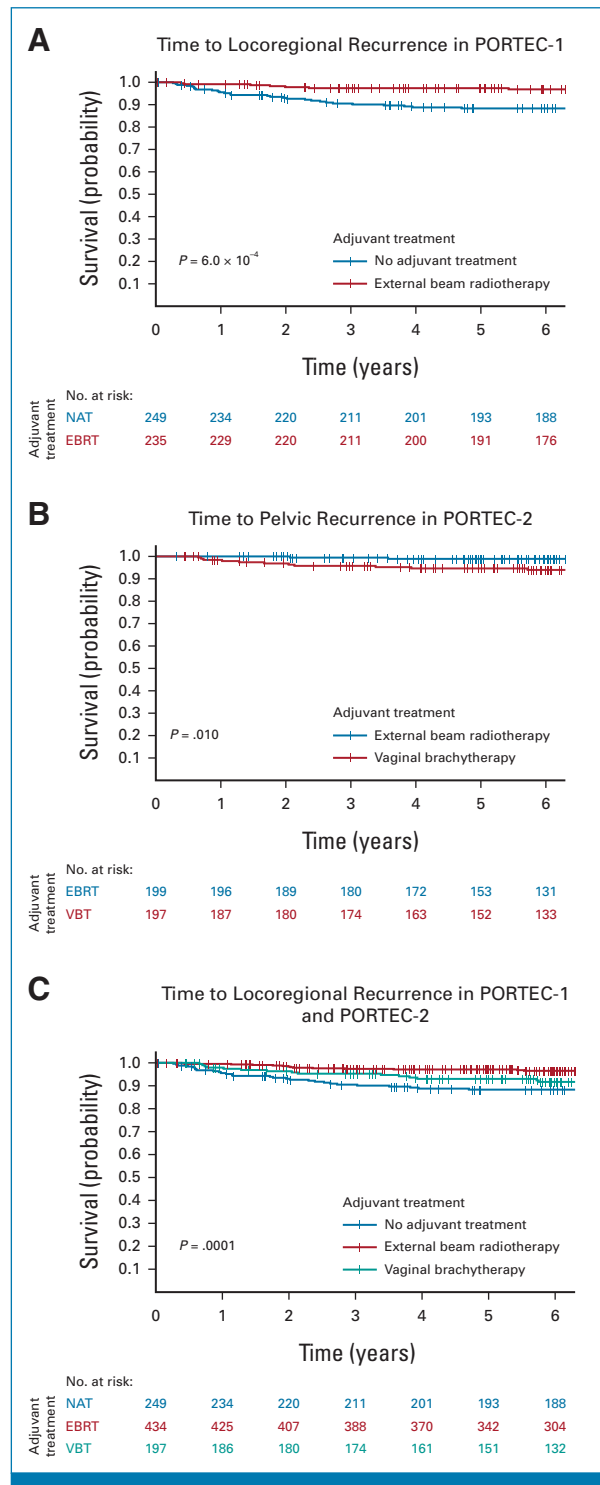 A
Time to Locoregional Recurrence in PORTEC-1
Survival (probability)
1.0
0.9
0.8
0.7
0.6
0.5
0.4
0.3
0.2
0.1
P = 6.0 × 10⁻⁴
Adjuvant treatment
No adjuvant treatment
External beam radiotherapy
0 1 2 3 4 5 6
Time (years)
No. at risk:
Adjuvant treatment
NAT 249 234 220 211 201 193 188
EBRT 235 229 220 211 200 191 176
B
Time to Pelvic Recurrence in PORTEC-2
Survival (probability)
1.0
0.9
0.8
0.7
0.6
0.5
0.4
0.3
0.2
0.1
P = .010
Adjuvant treatment
External beam radiotherapy
Vaginal brachytherapy
0 1 2 3 4 5 6
Time (years)
No. at risk:
Adjuvant treatment
EBRT 199 196 189 180 172 153 131
VBT 197 187 180 174 163 152 133
C
Time to Locoregional Recurrence in PORTEC-1
and PORTEC-2
Survival (probability)
1.0
0.9
0.8
0.7
0.6
0.5
0.4
0.3
0.2
0.1
P = .0001
Adjuvant treatment
No adjuvant treatment
External beam radiotherapy
Vaginal brachytherapy
0 1 2 3 4 5 6
Time (years)
No. at risk:
Adjuvant treatment
NAT 249 234 220 211 201 193 188
EBRT 434 425 407 388 370 342 304
VBT 197 186 180 174 161 151 132